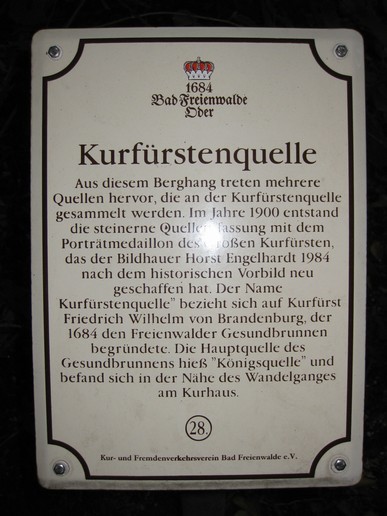 1684
Bad Freienwalde
Oder
Kurfürstenquelle
Aus diesem Berghang treten mehrere
Quellen hervor, die an der Kurfürstenquelle
gesammelt werden. Im Jahre 1900 entstand
die steinerne Quellfassung mit dem
Porträtmedaillon des Großen Kurfürsten,
das der Bildhauer Horst Engelhardt 1984
nach dem historischen Vorbild neu
geschaffen hat. Der Name
Kurfürstenquelle" bezieht sich auf Kurfürst
Friedrich Wilhelm von Brandenburg, der
1684 den Freienwalder Gesundbrunnen
begründete. Die Hauptquelle des
Gesundbrunnens hieß "Königsquelle" und
befand sich in der Nähe des Wandelganges
am Kurhaus.
28.
Kur- und Fremdenverkehrsverein Bad Freienwalde e.V.